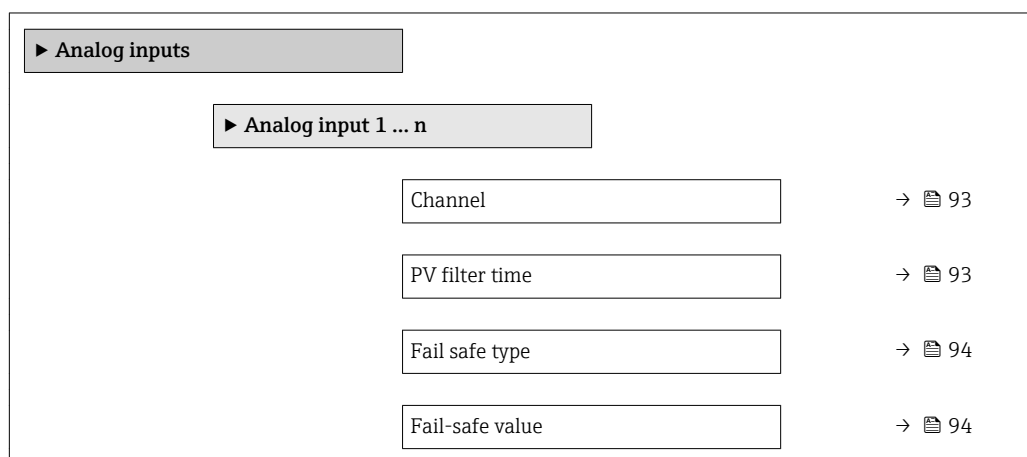 ▶ Analog inputs
▶ Analog input 1 ... n
Channel → 93
PV filter time → 93
Fail safe type → 94
Fail-safe value → 94